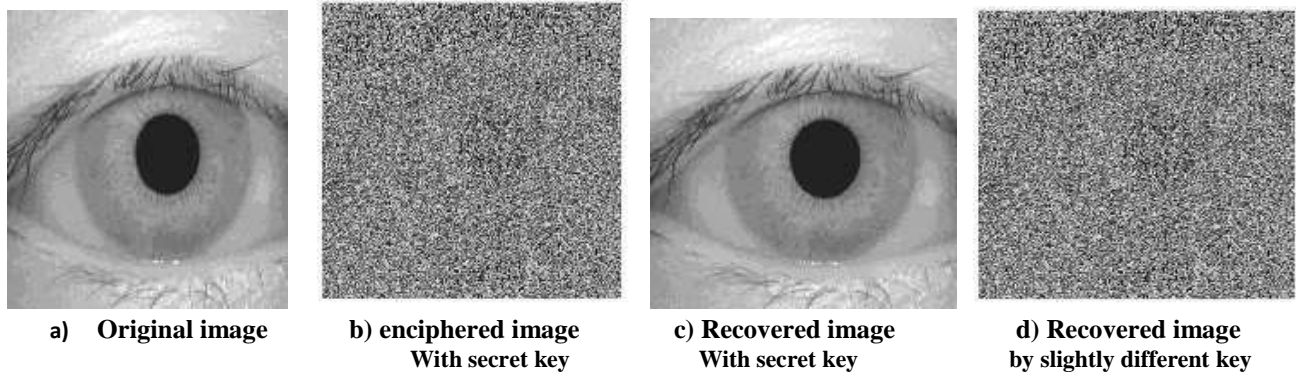 a) Original image
b) enciphered image
With secret key
c) Recovered image
With secret key
d) Recovered image
by slightly different key